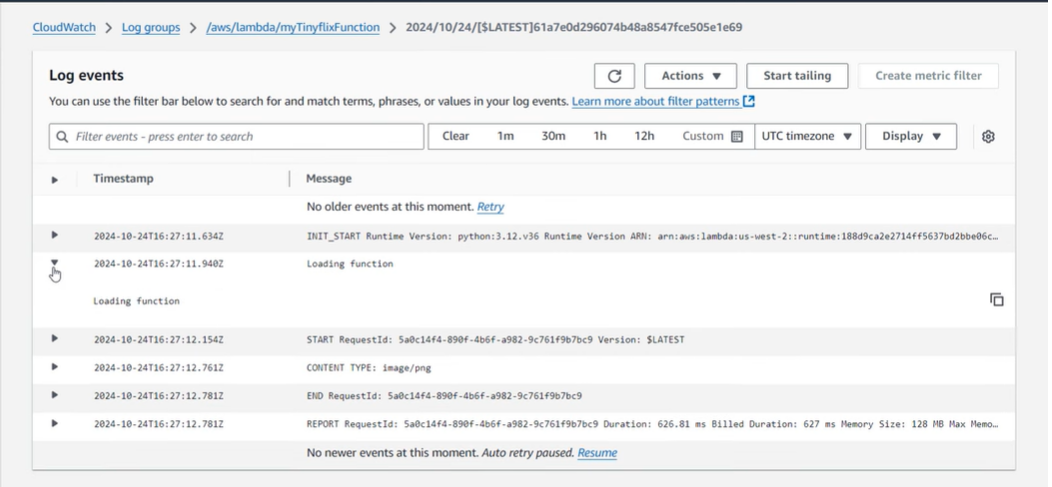 CloudWatch > Log groups > /aws/lambda/myTinyflixFunction > 2024/10/24/[$LATEST]61a7e0d296074b48a8547fce505e1e69
Log events
Actions ▼ Start tailing Create metric filter
You can use the filter bar below to search for and match terms, phrases, or values in your log events. Learn more about filter patterns
Filter events - press enter to search Clear 1m 30m 1h 12h Custom UTC timezone ▼ Display ▼
Timestamp Message
No older events at this moment. Retry
2024-10-24T16:27:11.634Z INIT_START Runtime Version: python:3.12.v36 Runtime Version ARN: arn:aws:lambda:us-west-2::runtime:188d9ca2e2714ff5637bd2bbe06c…
2024-10-24T16:27:11.940Z Loading function
Loading function
2024-10-24T16:27:12.154Z START RequestId: 5a0c14f4-890f-4b6f-a982-9c761f9b7bc9 Version: $LATEST
2024-10-24T16:27:12.761Z CONTENT TYPE: image/png
2024-10-24T16:27:12.781Z END RequestId: 5a0c14f4-890f-4b6f-a982-9c761f9b7bc9
2024-10-24T16:27:12.781Z REPORT RequestId: 5a0c14f4-890f-4b6f-a982-9c761f9b7bc9 Duration: 626.81 ms Billed Duration: 627 ms Memory Size: 128 MB Max Memo…
No newer events at this moment. Auto retry paused. Resume